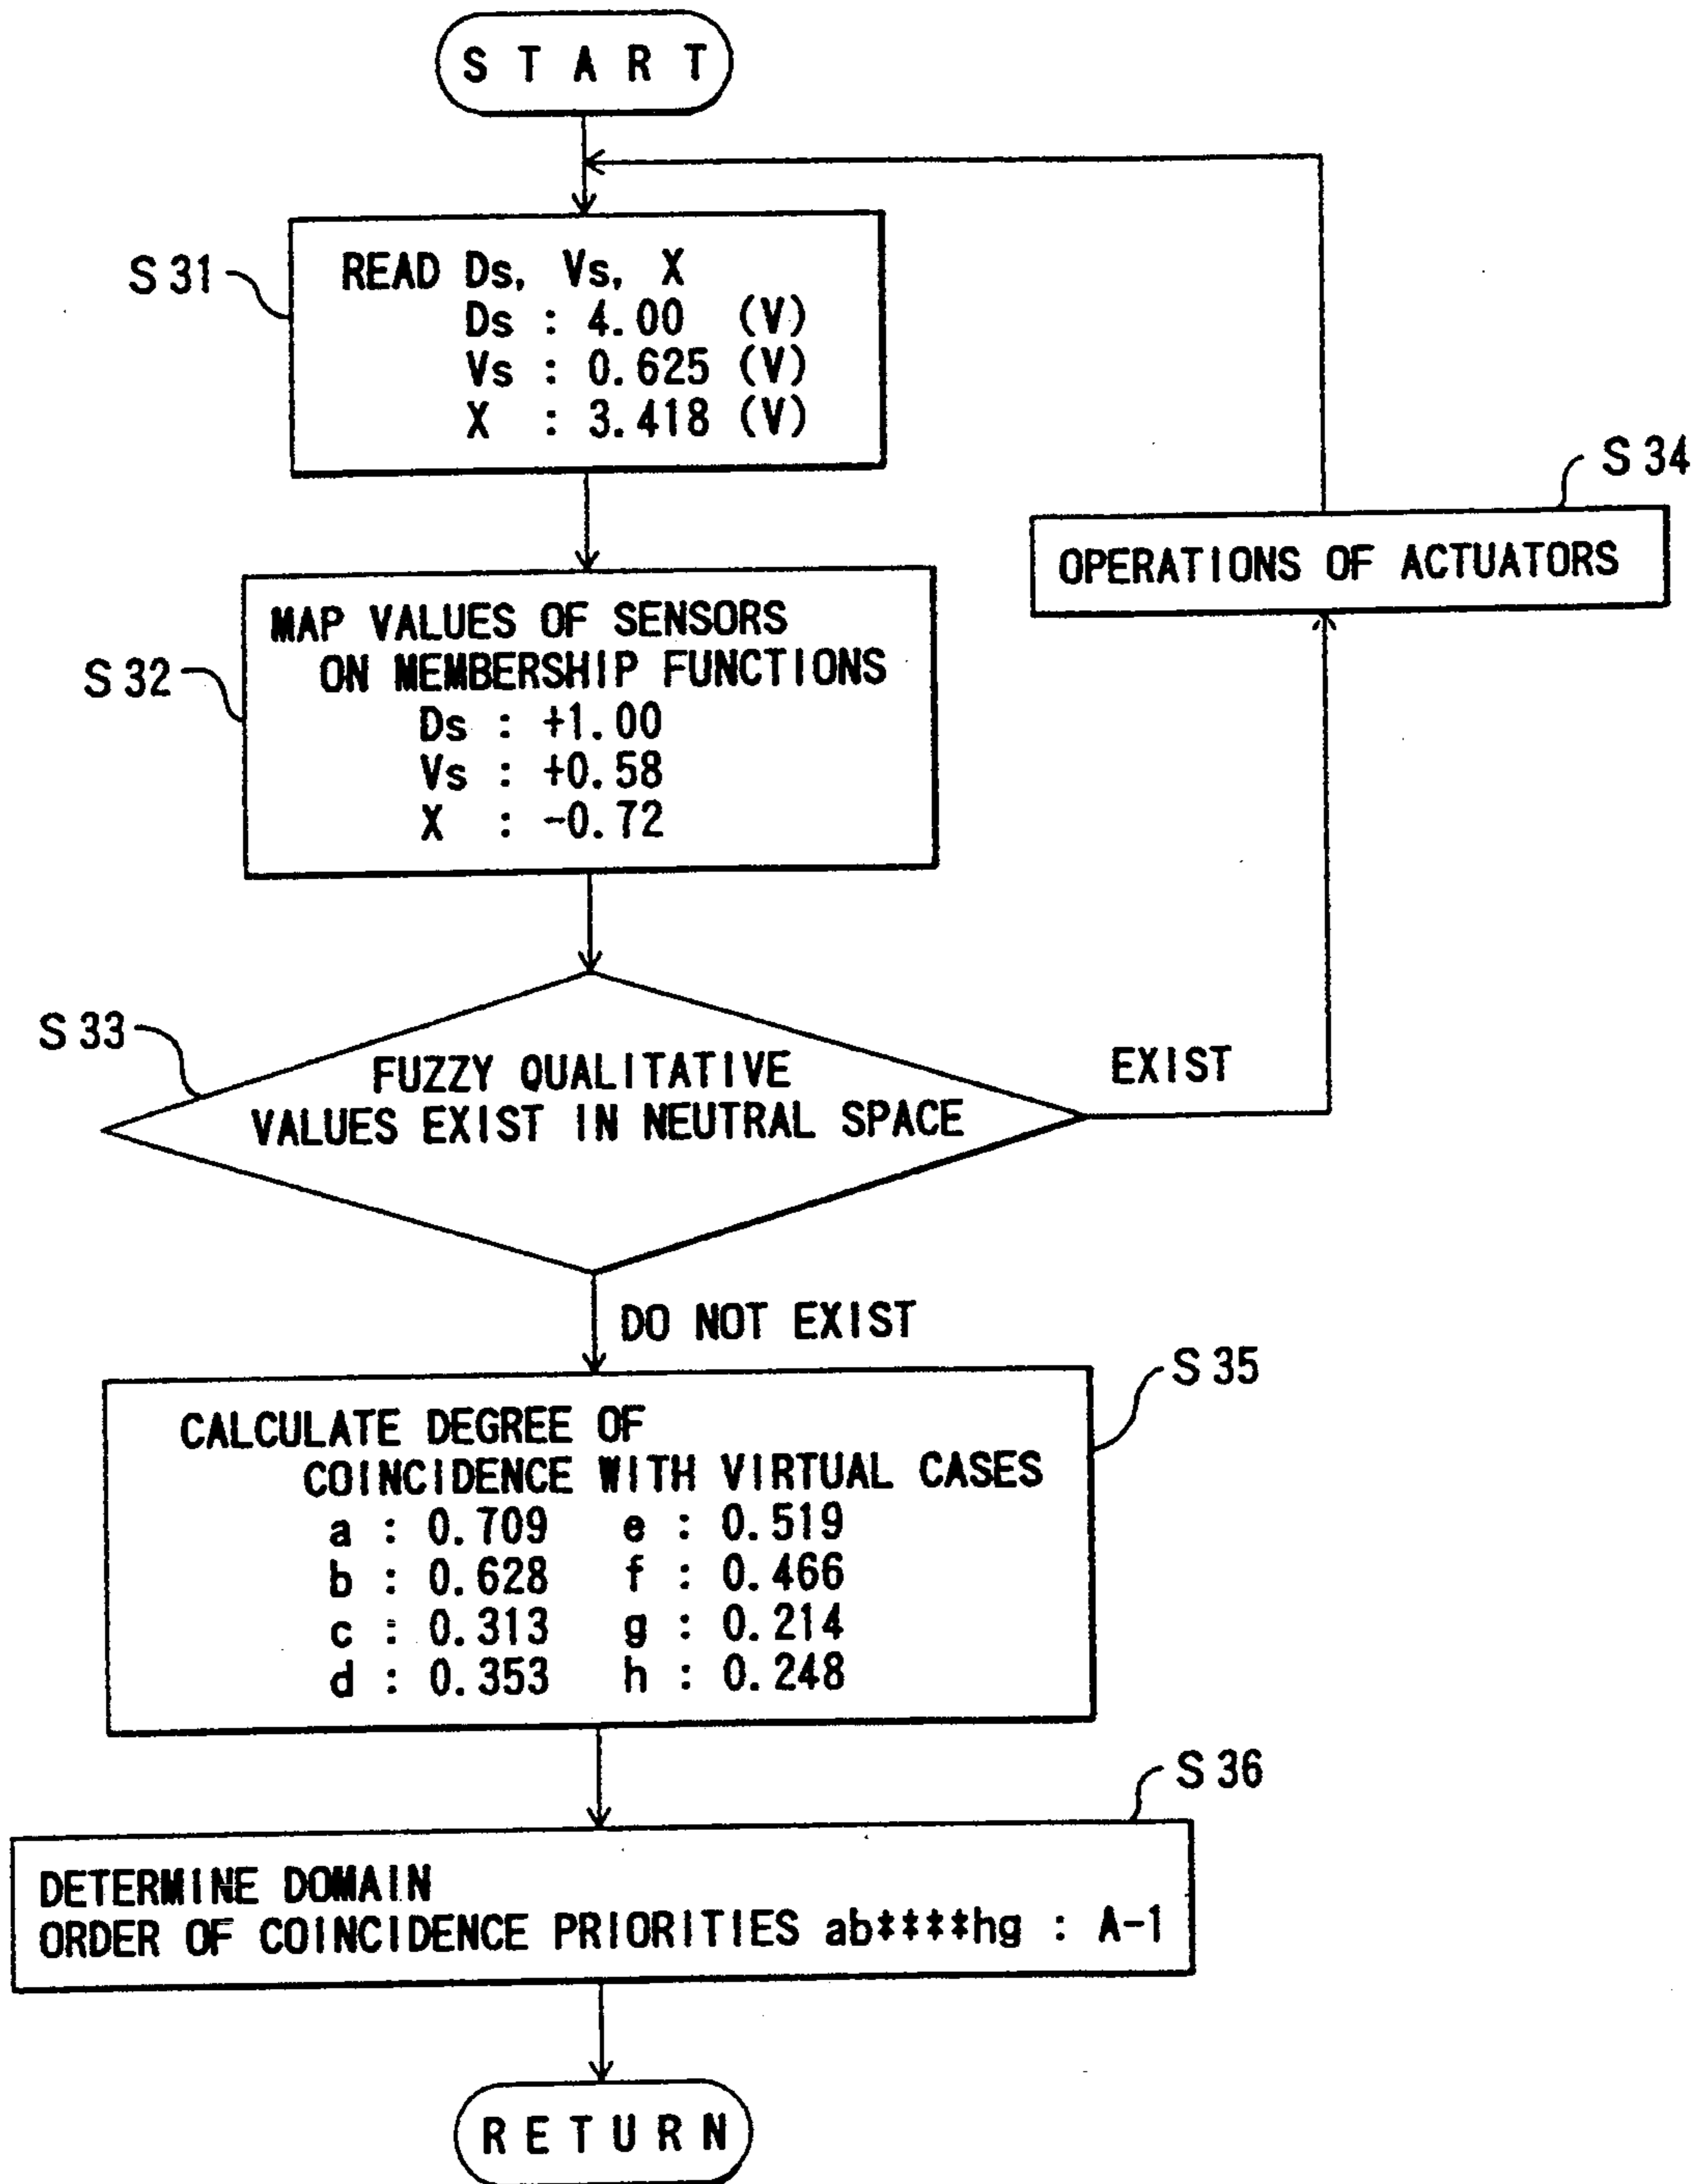 START
S31
READ Ds, Vs, X
Ds : 4.00 (V)
Vs : 0.625 (V)
X : 3.418 (V)
S34
OPERATIONS OF ACTUATORS
S32
MAP VALUES OF SENSORS
ON MEMBERSHIP FUNCTIONS
Ds : +1.00
Vs : +0.58
X : -0.72
S33
FUZZY QUALITATIVE
VALUES EXIST IN NEUTRAL SPACE
EXIST
DO NOT EXIST
S35
CALCULATE DEGREE OF
COINCIDENCE WITH VIRTUAL CASES
a : 0.709 e : 0.519
b : 0.628 f : 0.466
c : 0.313 g : 0.214
d : 0.353 h : 0.248
S36
DETERMINE DOMAIN
ORDER OF COINCIDENCE PRIORITIES ab****hg : A-1
RETURN